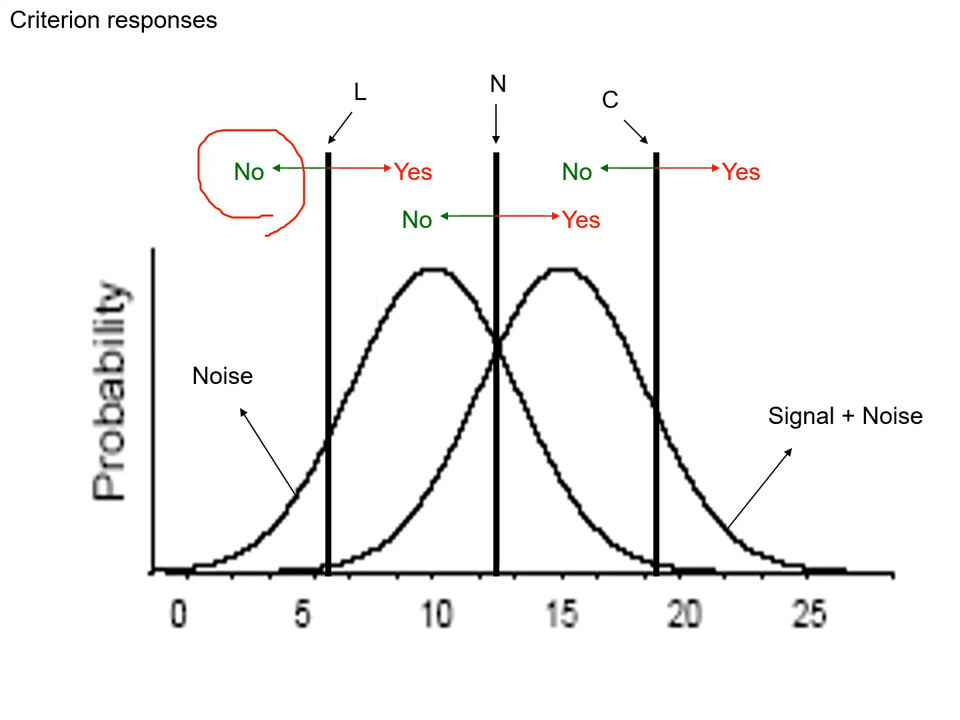 Criterion responses
L
N
C
No Yes
No Yes
No Yes
Probability
Noise
Signal + Noise
0 5 10 15 20 25